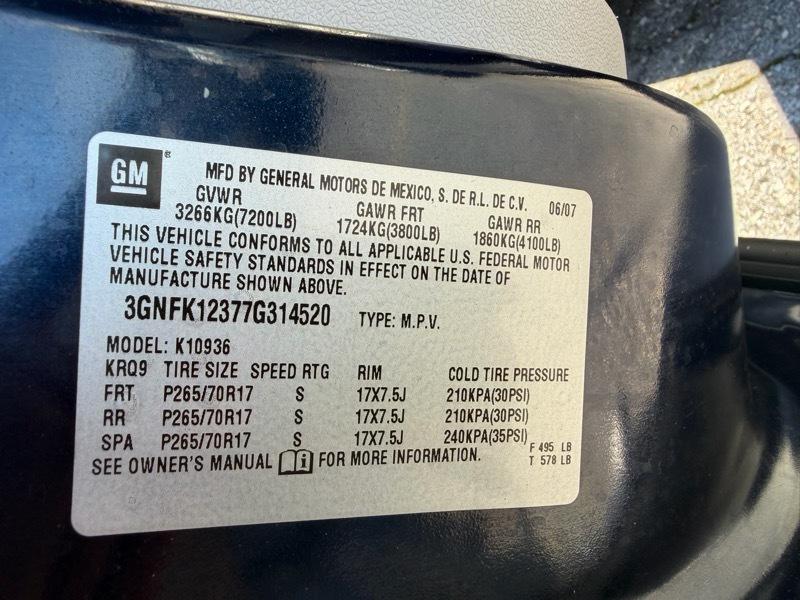 GM® MFD BY GENERAL MOTORS DE MEXICO, S. DE R.L. DE C.V. 06/07
GVWR GAWR FRT GAWR RR
3266KG(7200LB) 1724KG(3800LB) 1860KG(4100LB)
THIS VEHICLE CONFORMS TO ALL APPLICABLE U.S. FEDERAL MOTOR
VEHICLE SAFETY STANDARDS IN EFFECT ON THE DATE OF
MANUFACTURE SHOWN ABOVE.
3GNFK12377G314520 TYPE: M.P.V.
MODEL: K10936
KRQ9 TIRE SIZE SPEED RTG RIM COLD TIRE PRESSURE
FRT P265/70R17 S 17X7.5J 210KPA(30PSI)
RR P265/70R17 S 17X7.5J 210KPA(30PSI)
SPA P265/70R17 S 17X7.5J 240KPA(35PSI)
F 495 LB
SEE OWNER'S MANUAL FOR MORE INFORMATION. T 578 LB